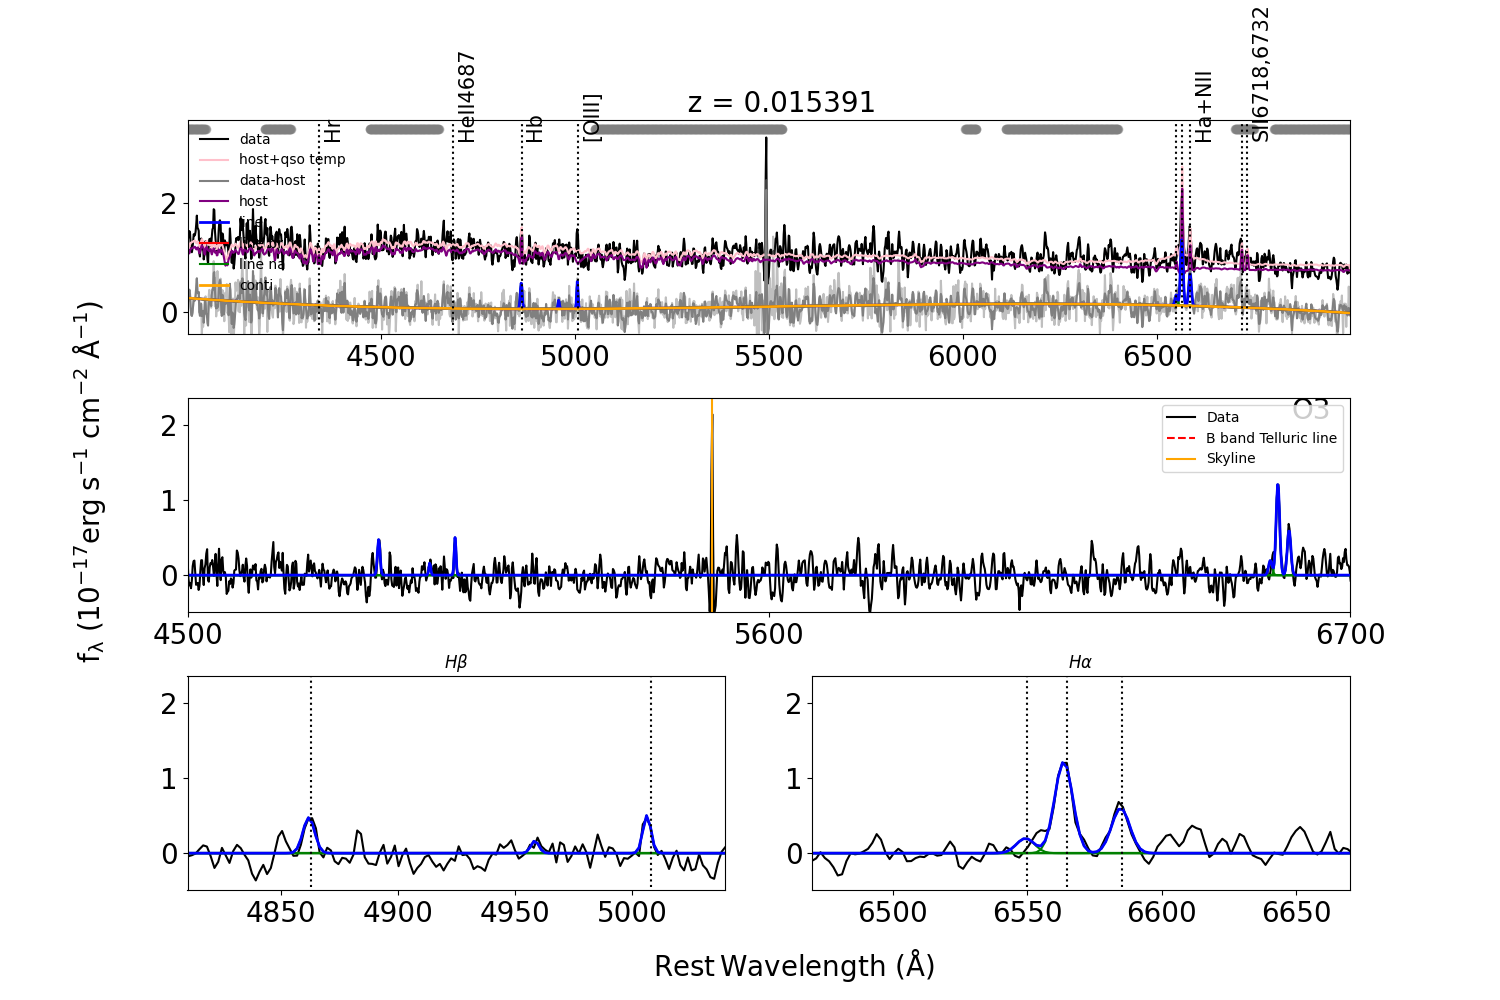 z = 0.015391
Hr
HeII4687
Hb
[OIII]
Ha+NII
SII6718,6732
data
host+qso temp
data-host
host
line
line na
conti
2
0
4500 5000 5500 6000 6500
fλ (10⁻¹⁷erg s⁻¹ cm⁻² Å⁻¹)
O3
Data
B band Telluric line
Skyline
2
1
0
4500 5600 6700
Hβ
2
1
0
4850 4900 4950 5000
Hα
2
1
0
6500 6550 6600 6650
Rest Wavelength (Å)